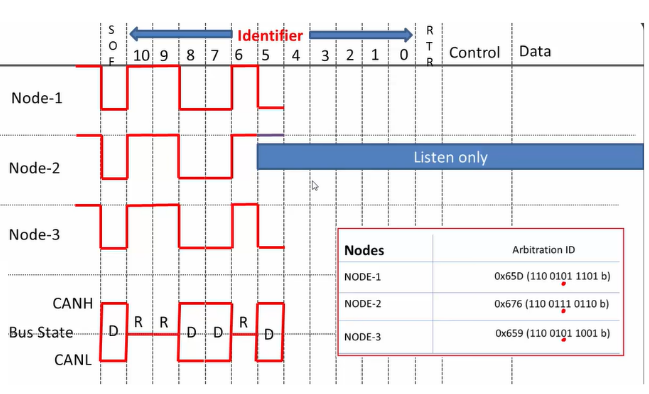 SOF Identifier RTR
10 9 8 7 6 5 4 3 2 1 0 Control Data
Node-1
Node-2 Listen only
Node-3
Nodes Arbitration ID
NODE-1 0x65D (110 0101 1101 b)
NODE-2 0x676 (110 0111 0110 b)
NODE-3 0x659 (110 0101 1001 b)
CANH
Bus State D R R D D R D
CANL